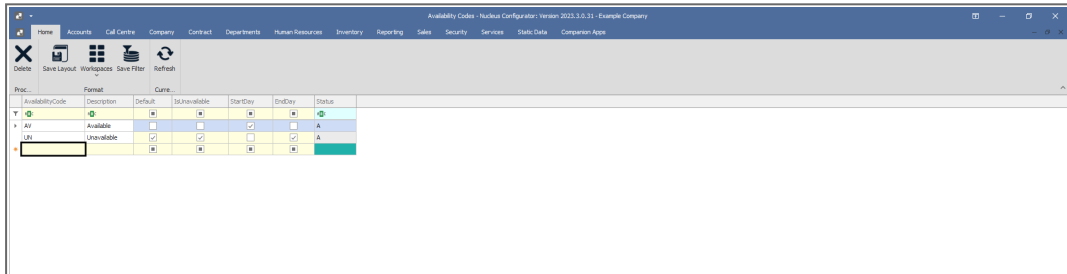 Availability Codes - Nucleus Configurator: Version 2023.3.0.31 - Example Company
Home Accounts Call Centre Company Contract Departments Human Resources Inventory Reporting Sales Security Services Static Data Companion Apps
Delete Save Layout Workspaces Save Filter Refresh
Proc... Format Curre...
AvailabilityCode Description Default IsUnavailable StartDay EndDay Status
AV Available A
UN Unavailable A